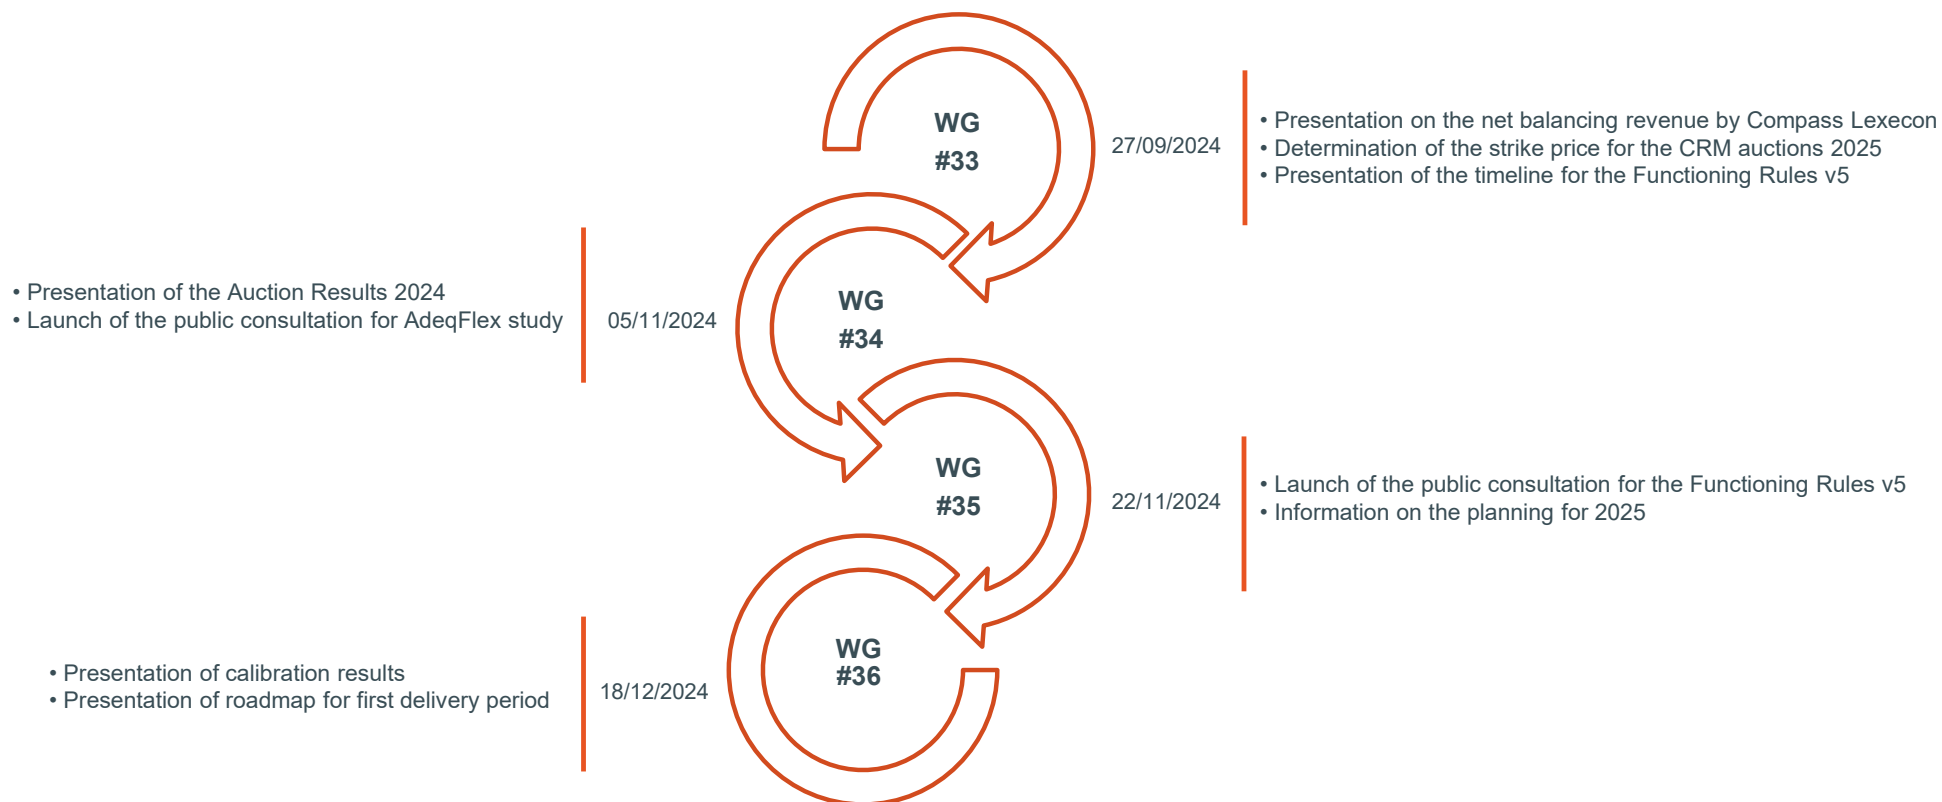 WG
#33
27/09/2024
• Presentation on the net balancing revenue by Compass Lexecon
• Determination of the strike price for the CRM auctions 2025
• Presentation of the timeline for the Functioning Rules v5
• Presentation of the Auction Results 2024
• Launch of the public consultation for AdeqFlex study
05/11/2024
WG
#34
WG
#35
22/11/2024
• Launch of the public consultation for the Functioning Rules v5
• Information on the planning for 2025
• Presentation of calibration results
• Presentation of roadmap for first delivery period
18/12/2024
WG
#36